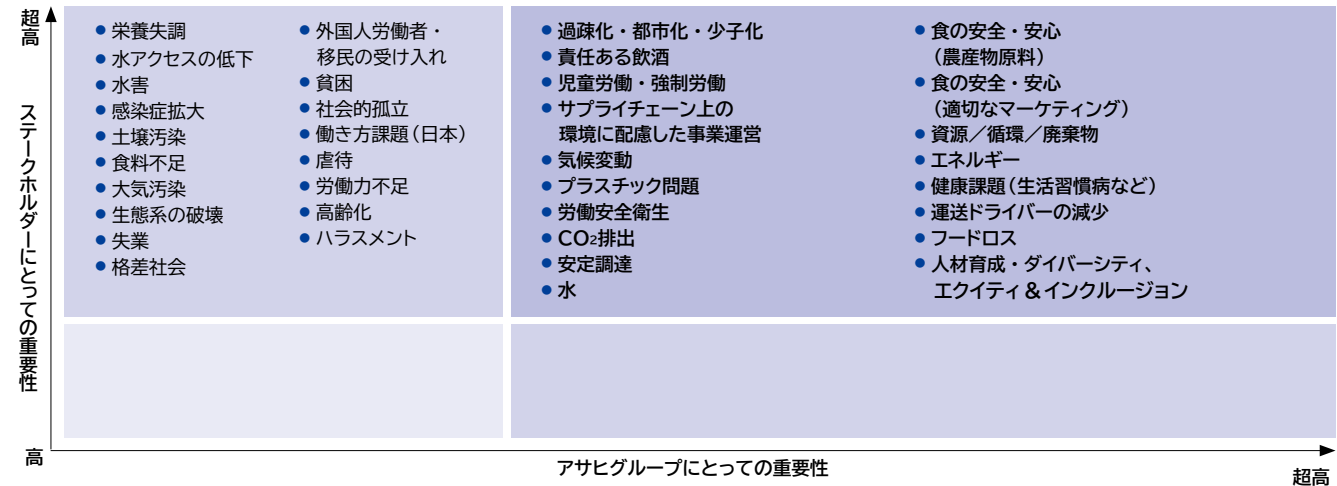 超高
ステークホルダーにとっての重要性
高
● 栄養失調
● 水アクセスの低下
● 水害
● 感染症拡大
● 土壌汚染
● 食料不足
● 大気汚染
● 生態系の破壊
● 失業
● 格差社会
● 外国人労働者・
移民の受け入れ
● 貧困
● 社会的孤立
● 働き方課題（日本）
● 虐待
● 労働力不足
● 高齢化
● ハラスメント
● 過疎化・都市化・少子化
● 責任ある飲酒
● 児童労働・強制労働
● サプライチェーン上の
環境に配慮した事業運営
● 気候変動
● プラスチック問題
● 労働安全衛生
● CO2排出
● 安定調達
● 水
● 食の安全・安心
（農産物原料）
● 食の安全・安心
（適切なマーケティング）
● 資源／循環／廃棄物
● エネルギー
● 健康課題（生活習慣病など）
● 運送ドライバーの減少
● フードロス
● 人材育成・ダイバーシティ、
エクイティ＆インクルージョン
アサヒグループにとっての重要性
超高